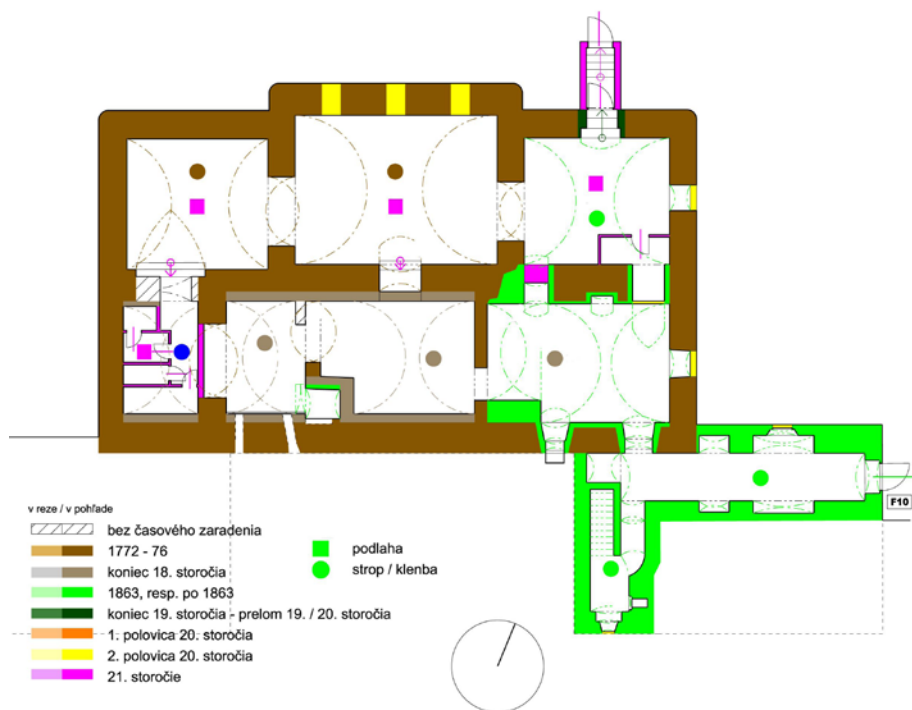 F10
v reze / v pohľade
bez časového zaradenia
1772 - 76
koniec 18. storočia
1863, resp. po 1863
koniec 19. storočia - prelom 19. / 20. storočia
1. polovica 20. storočia
2. polovica 20. storočia
21. storočie
podlaha
strop / klenba